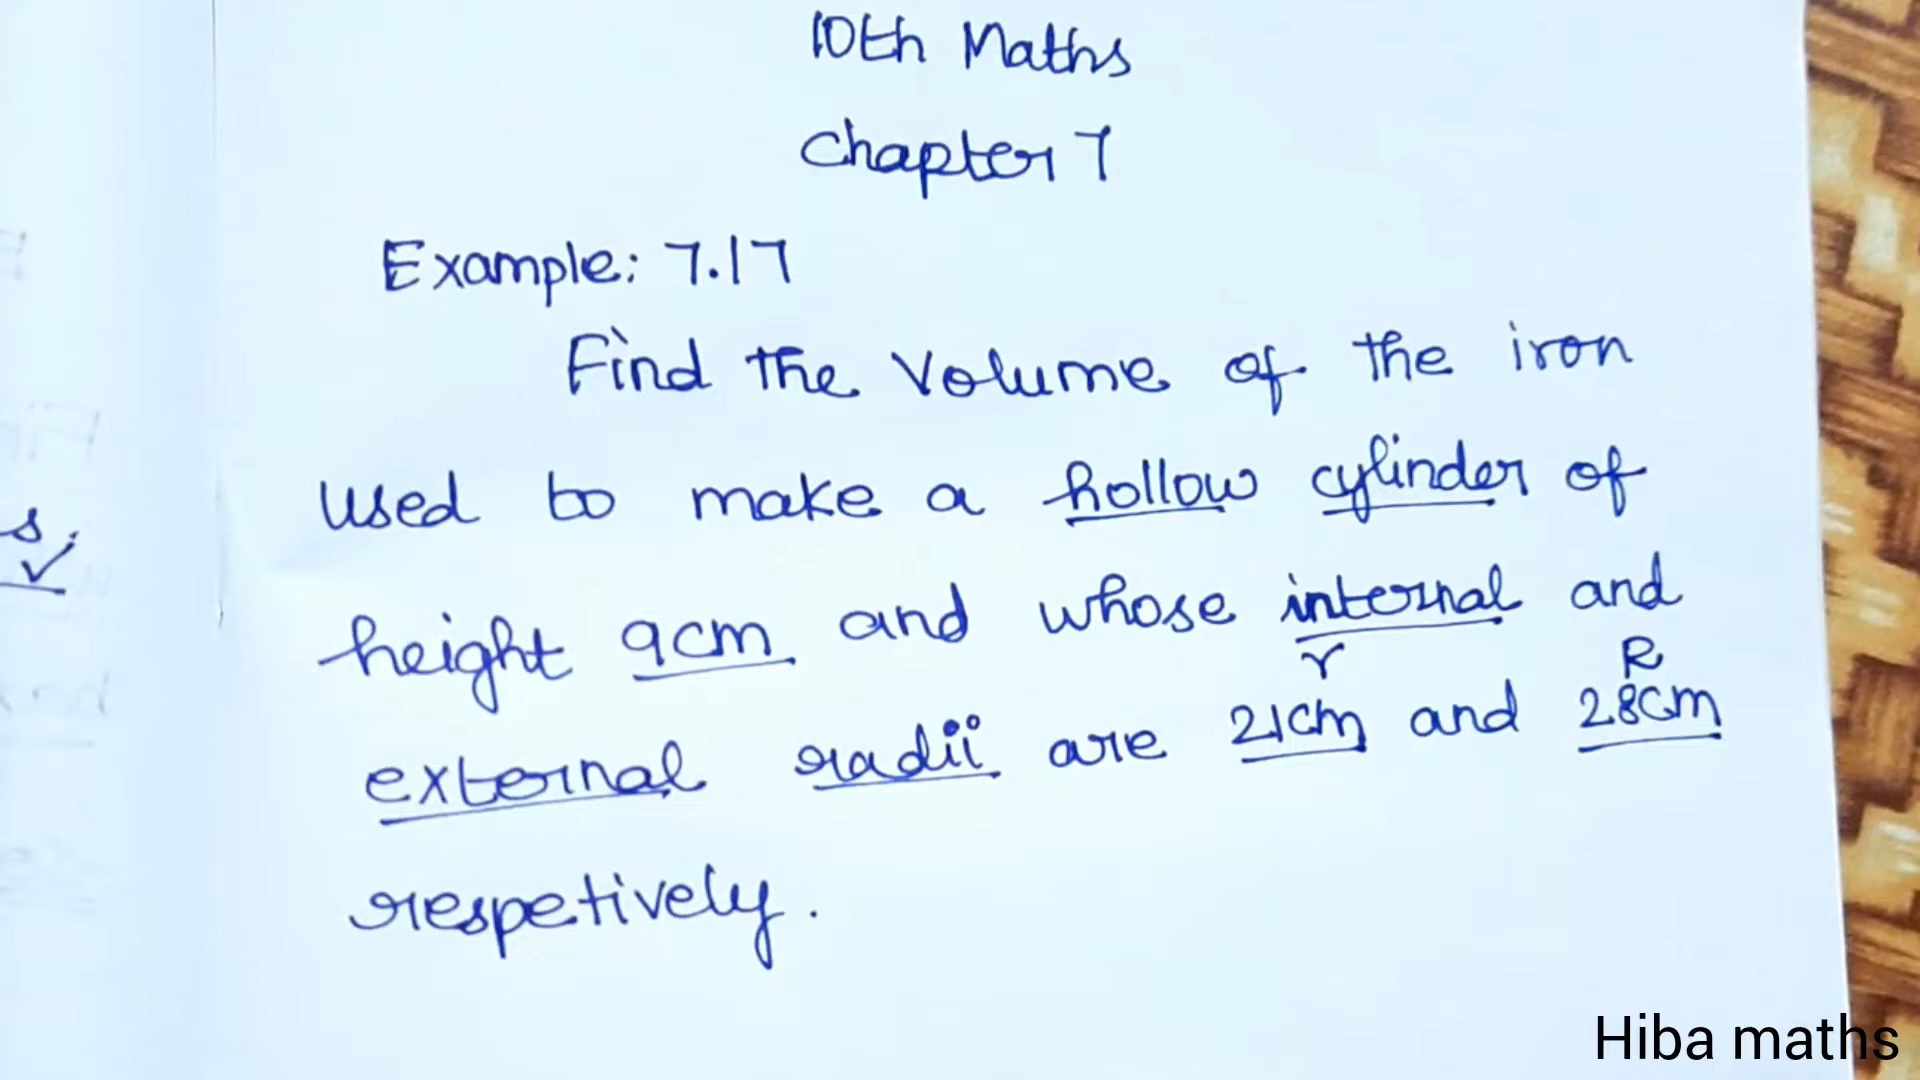 10th Maths
Chapter 7
Example: 7.17
Find the Volume of the iron
used to make a hollow cylinder of
height 9cm and whose internal and
r R
external radii are 21cm and 28cm
respetively.
s.
Hiba maths